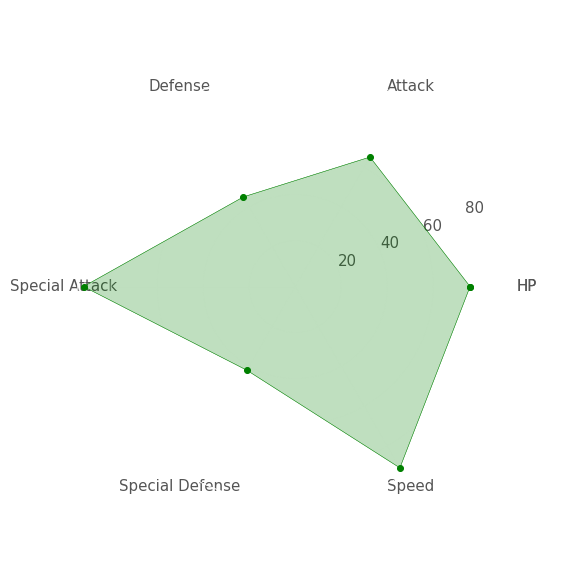 Defense
Attack
80
60
40
20
Special Attack
HP
Special Defense
Speed